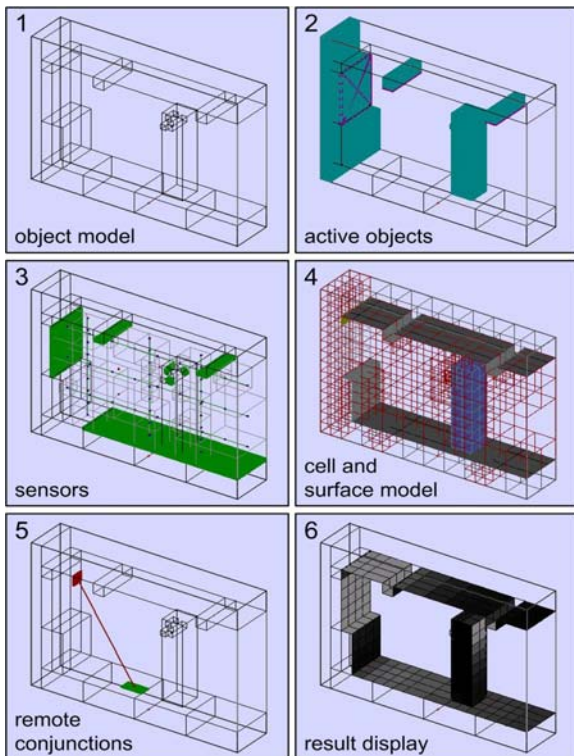 1
object model
2
active objects
3
sensors
4
cell and
surface model
5
remote
conjunctions
6
result display